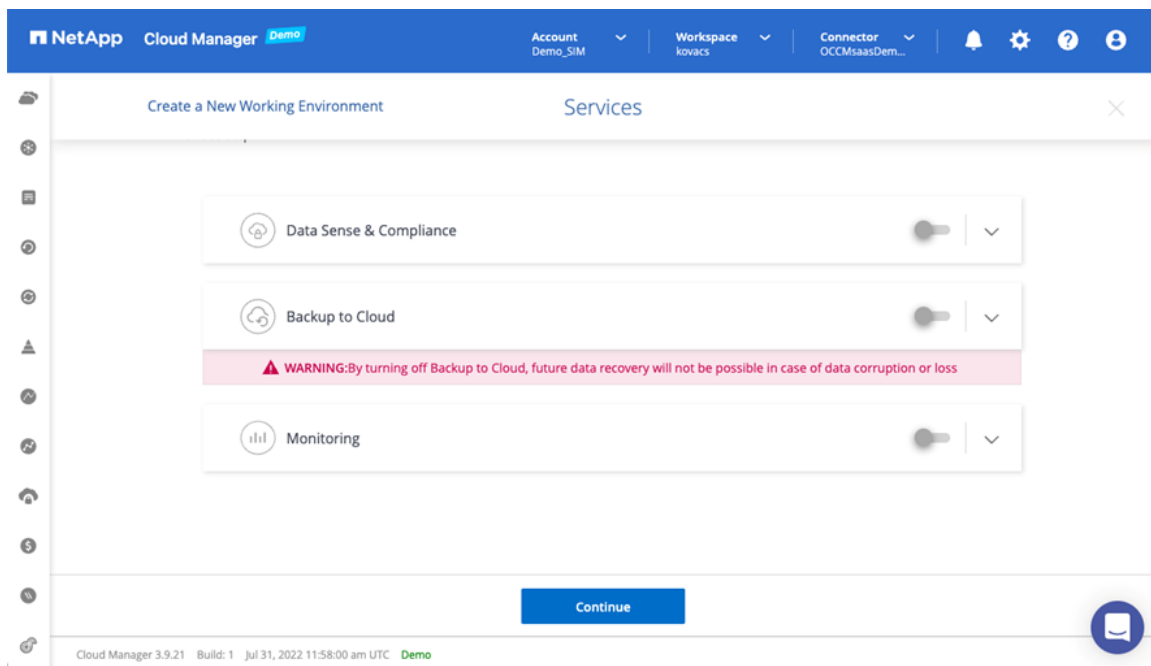 NetApp Cloud Manager Demo
Account
Demo_SIM
Workspace
kovacs
Connector
OCCMsaasDem...
Create a New Working Environment
Services
Data Sense & Compliance
Backup to Cloud
WARNING:By turning off Backup to Cloud, future data recovery will not be possible in case of data corruption or loss
Monitoring
Continue
Cloud Manager 3.9.21 Build: 1 Jul 31, 2022 11:58:00 am UTC Demo